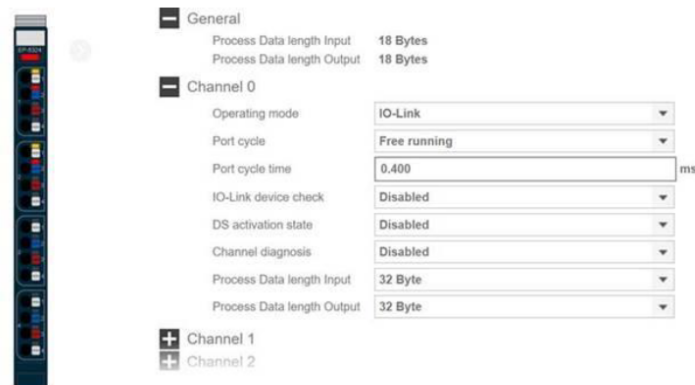 General
Process Data length Input 18 Bytes
Process Data length Output 18 Bytes
Channel 0
Operating mode IO-Link
Port cycle Free running
Port cycle time 0.400 ms
IO-Link device check Disabled
DS activation state Disabled
Channel diagnosis Disabled
Process Data length Input 32 Byte
Process Data length Output 32 Byte
Channel 1
Channel 2